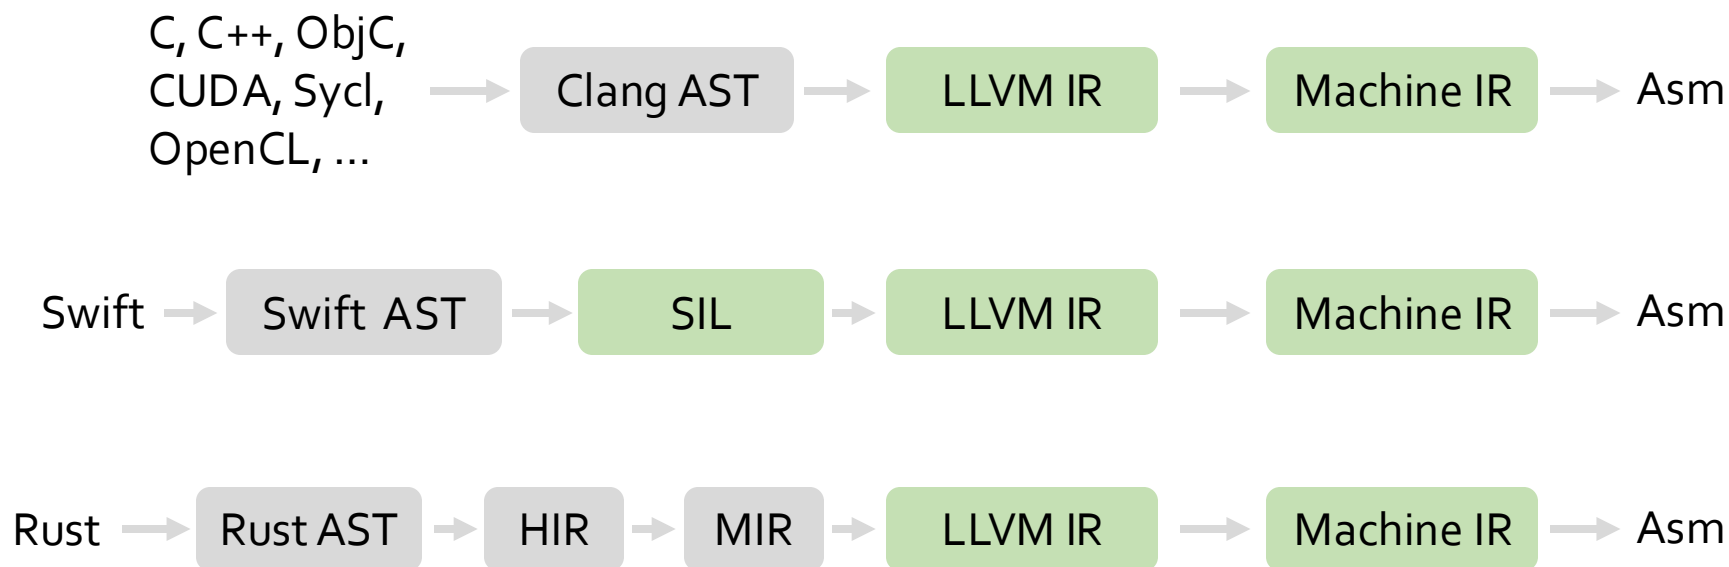 C, C++, ObjC,
CUDA, Sycl,
OpenCL, ...
Clang AST
LLVM IR
Machine IR
Asm
Swift
Swift AST
SIL
LLVM IR
Machine IR
Asm
Rust
Rust AST
HIR
MIR
LLVM IR
Machine IR
Asm